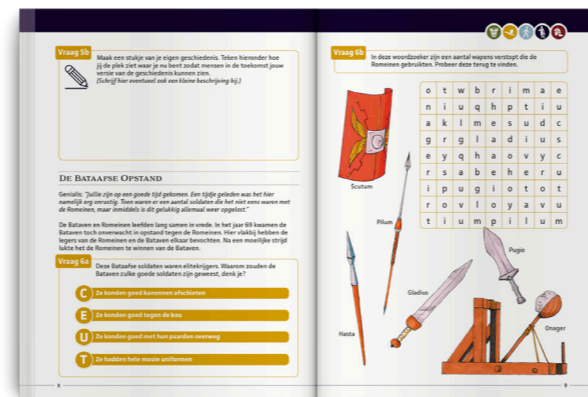 Vraag 5b
Maak een stukje van je eigen geschiedenis. Teken hieronder hoe
jij de plek ziet waar je nu bent zodat mensen in de toekomst jouw
versie van de geschiedenis kunnen zien.
(Schrijf hier eventueel ook een kleine beschrijving bij.)
DE BATAAFSE OPSTAND
Genialis: "Jullie zijn op een goede tijd gekomen. Een tijdje geleden was het hier
namelijk erg onrustig. Toen waren er een aantal soldaten die het niet eens waren met
de Romeinen, maar inmiddels is dit gelukkig allemaal weer opgelost."
De Bataven en Romeinen leefden lang samen in vrede. In het jaar 69 kwamen de
Bataven toch onverwacht in opstand tegen de Romeinen. Hier vlakbij hebben de
legers van de Romeinen en de Bataven elkaar bevochten. Na een moeilijke strijd
lukte het de Romeinen te winnen van de Bataven.
Vraag 6a
Deze Bataafse soldaten waren elitekrijgers. Waarom zouden de
Bataven zulke goede soldaten zijn geweest, denk je?
C Ze konden goed kanonnen afschieten
E Ze konden goed tegen de kou
U Ze konden goed met hun paarden overweg
T Ze hadden hele mooie uniformen
8
Vraag 6b
In deze woordzoeker zijn een aantal wapens verstopt die de
Romeinen gebruikten. Probeer deze terug te vinden.
o t w b r i m a e
n i u q h p t i u
a k l m e s u d c
g r g l a d i u s
e y q h a o v y c
r s a b e h e r u
i p u g i o t o t
r o v l o y a v u
t i u m p i l u m
Scutum
Pilum
Pugio
Gladius
Hasta
Onager
9